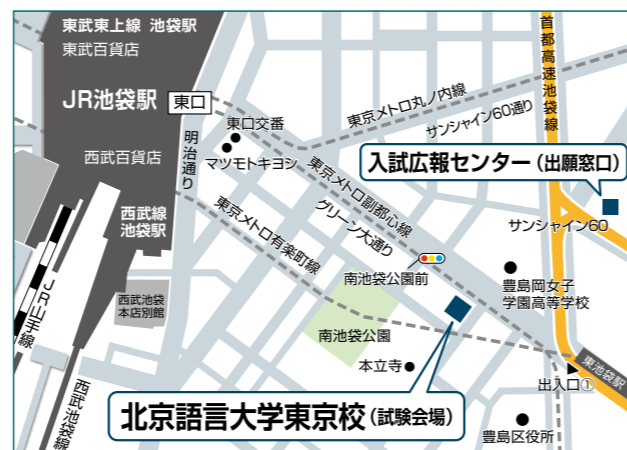 東武東上線 池袋駅
東武百貨店
JR池袋駅
東口
西武百貨店
明治通り
東口交番
マツモトキヨシ
東京メトロ丸ノ内線
サンシャイン60通り
首都高速池袋線
入試広報センター(出願窓口)
サンシャイン60
西武線
池袋駅
東京メトロ副都心線
グリーン大通り
東京メトロ有楽町線
南池袋公園前
豊島岡女子
学園高等学校
JR山手線
西武池袋
本店別館
南池袋公園
本立寺
東池袋駅
出入口①
西武池袋線
北京語言大学東京校(試験会場)
豊島区役所